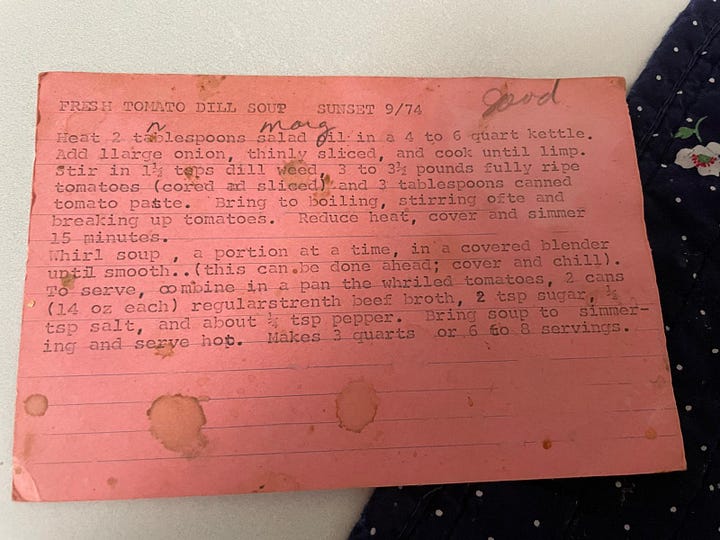 FRESH TOMATO DILL SOUP SUNSET 9/74 Good
marg
Heat 2 tablespoons salad oil in a 4 to 6 quart kettle.
Add 1large onion, thinly sliced, and cook until limp.
Stir in 1½ tsps dill weed, 3 to 3½ pounds fully ripe
tomatoes (cored ad sliced) and 3 tablespoons canned
tomato paste. Bring to boiling, stirring ofte and
breaking up tomatoes. Reduce heat, cover and simmer
15 minutes.
Whirl soup , a portion at a time, in a covered blender
until smooth..(this can be done ahead; cover and chill).
To serve, combine in a pan the whriled tomatoes, 2 cans
(14 oz each) regularstrenth beef broth, 2 tsp sugar, ½
tsp salt, and about ¼ tsp pepper. Bring soup to simmer-
ing and serve hot. Makes 3 quarts or 6 to 8 servings.